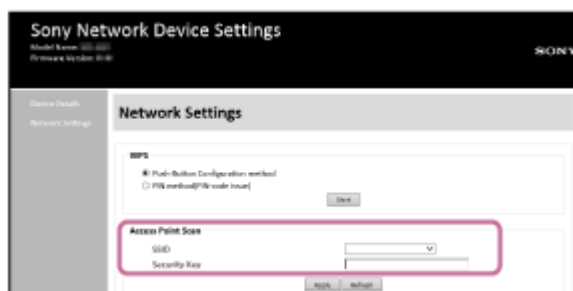 Sony Network Device Settings
Model Name
SONY
Firmware Version
Device Details
Network Settings
Network Settings
WPS
Push-Button Configuration method
PIN method(PIN code issue)
Start
Access Point Scan
SSID
Security Key
Apply Refresh